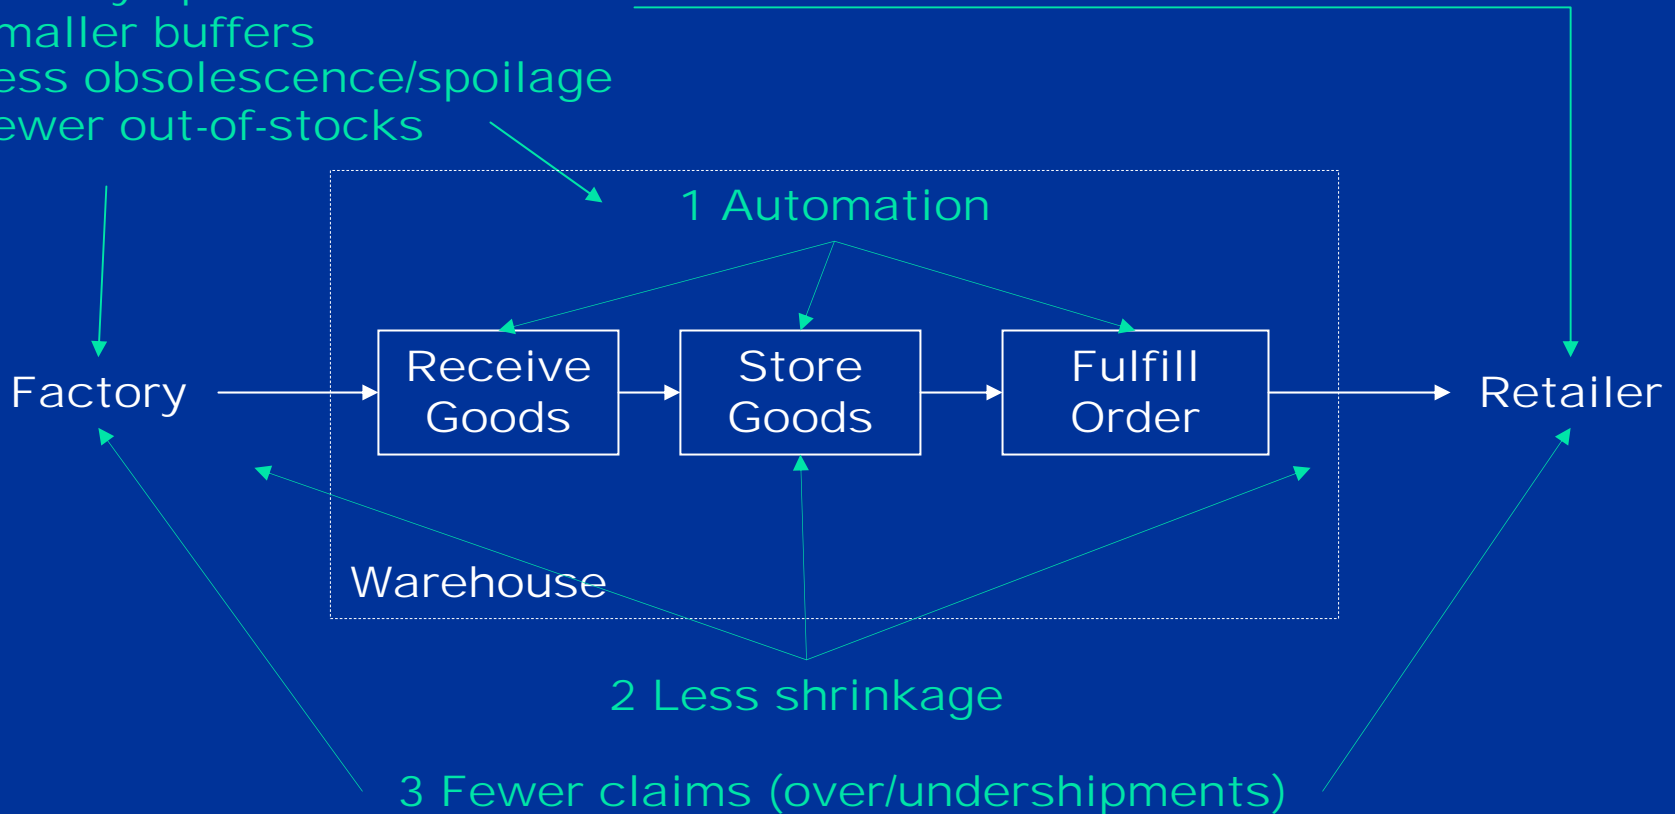 maller buffers
ess obsolescence/spoilage
ewer out-of-stocks
1 Automation
Factory
Receive
Goods
Store
Goods
Fulfill
Order
Retailer
Warehouse
2 Less shrinkage
3 Fewer claims (over/undershipments)